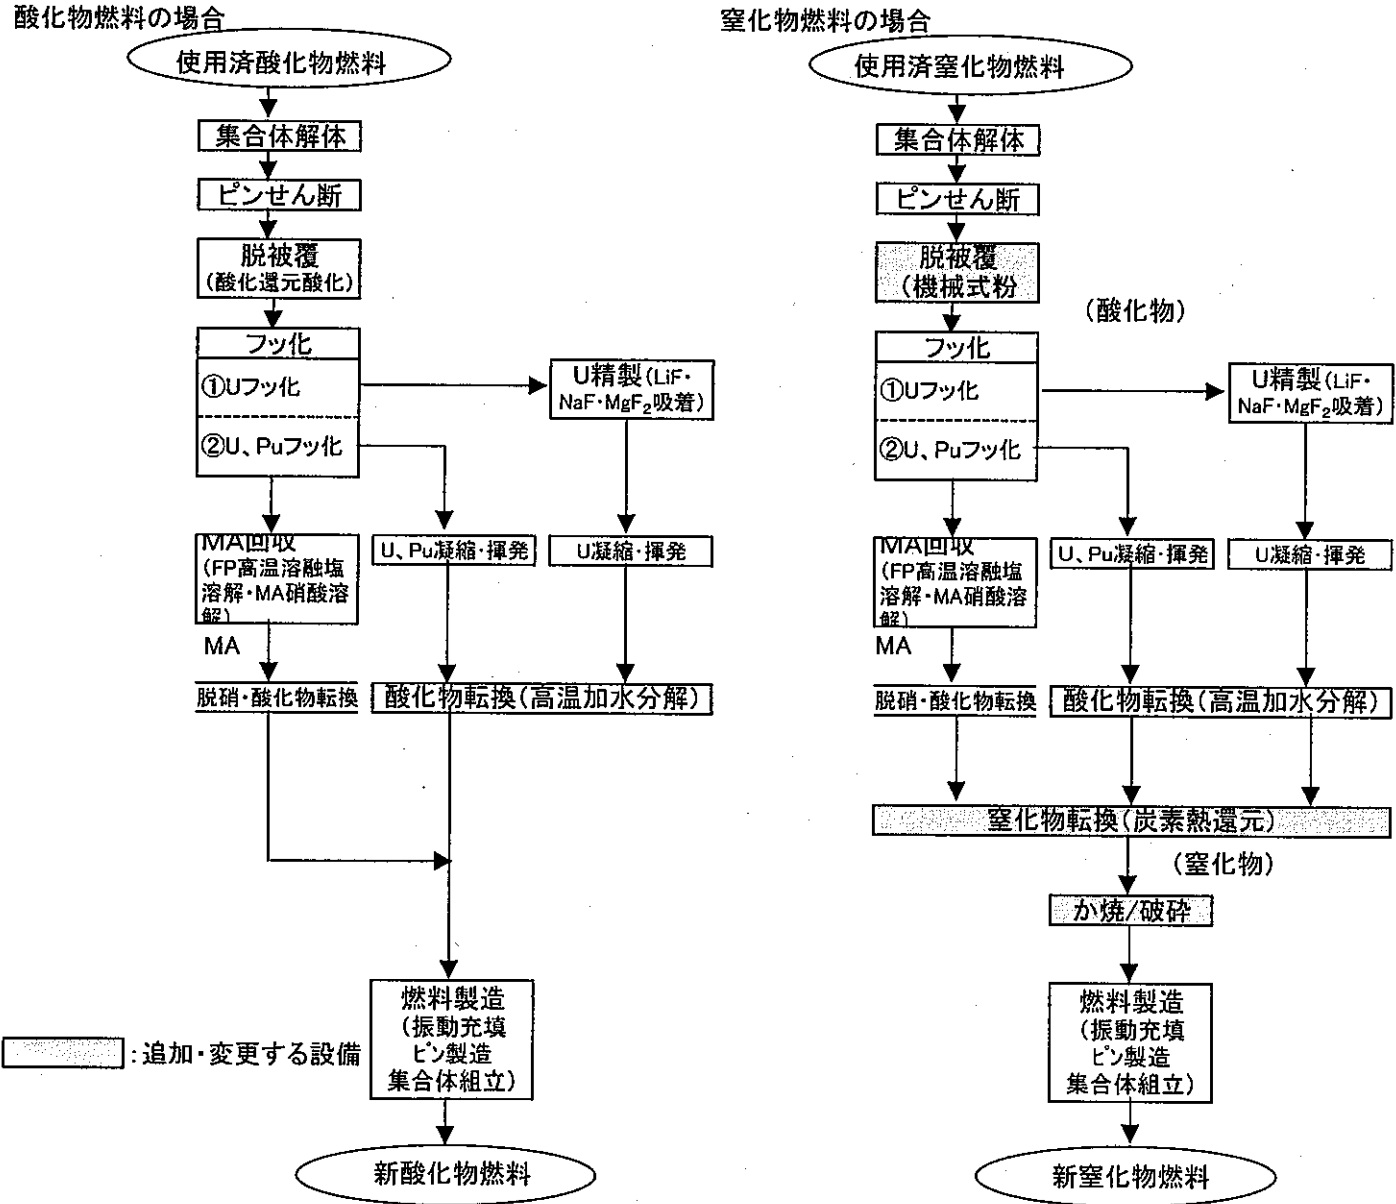 酸化物燃料の場合
使用済酸化物燃料
集合体解体
ピンせん断
脱被覆
(酸化還元酸化)
フッ化
①Uフッ化
②U、Puフッ化
U精製(LiF・
NaF・MgF₂吸着)
MA回収
(FP高温溶融塩
溶解・MA硝酸溶
解)
U、Pu凝縮・揮発
U凝縮・揮発
MA
脱硝・酸化物転換
酸化物転換(高温加水分解)
燃料製造
(振動充填
ピン製造
集合体組立)
新酸化物燃料
:追加・変更する設備
窒化物燃料の場合
使用済窒化物燃料
集合体解体
ピンせん断
脱被覆
(機械式粉
(酸化物)
フッ化
①Uフッ化
②U、Puフッ化
U精製(LiF・
NaF・MgF₂吸着)
MA回収
(FP高温溶融塩
溶解・MA硝酸溶
解)
U、Pu凝縮・揮発
U凝縮・揮発
MA
脱硝・酸化物転換
酸化物転換(高温加水分解)
窒化物転換(炭素熱還元)
(窒化物)
か焼/破砕
燃料製造
(振動充填
ピン製造
集合体組立)
新窒化物燃料